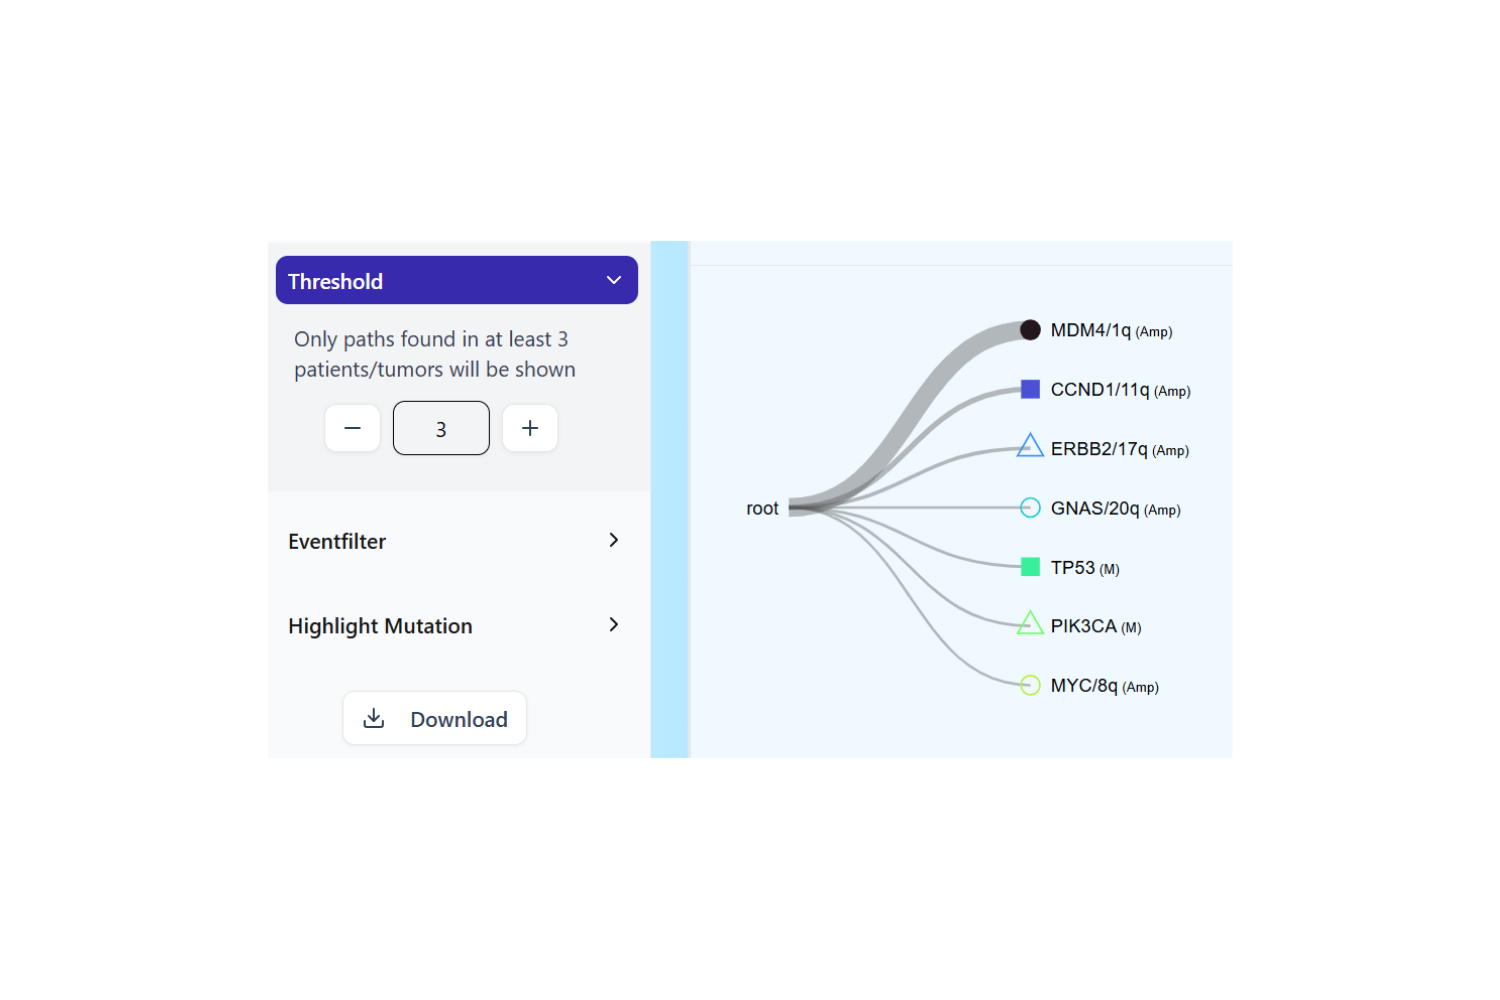 Threshold
Only paths found in at least 3
patients/tumors will be shown
3
Eventfilter
Highlight Mutation
Download
root
MDM4/1q (Amp)
CCND1/11q (Amp)
ERBB2/17q (Amp)
GNAS/20q (Amp)
TP53 (M)
PIK3CA (M)
MYC/8q (Amp)